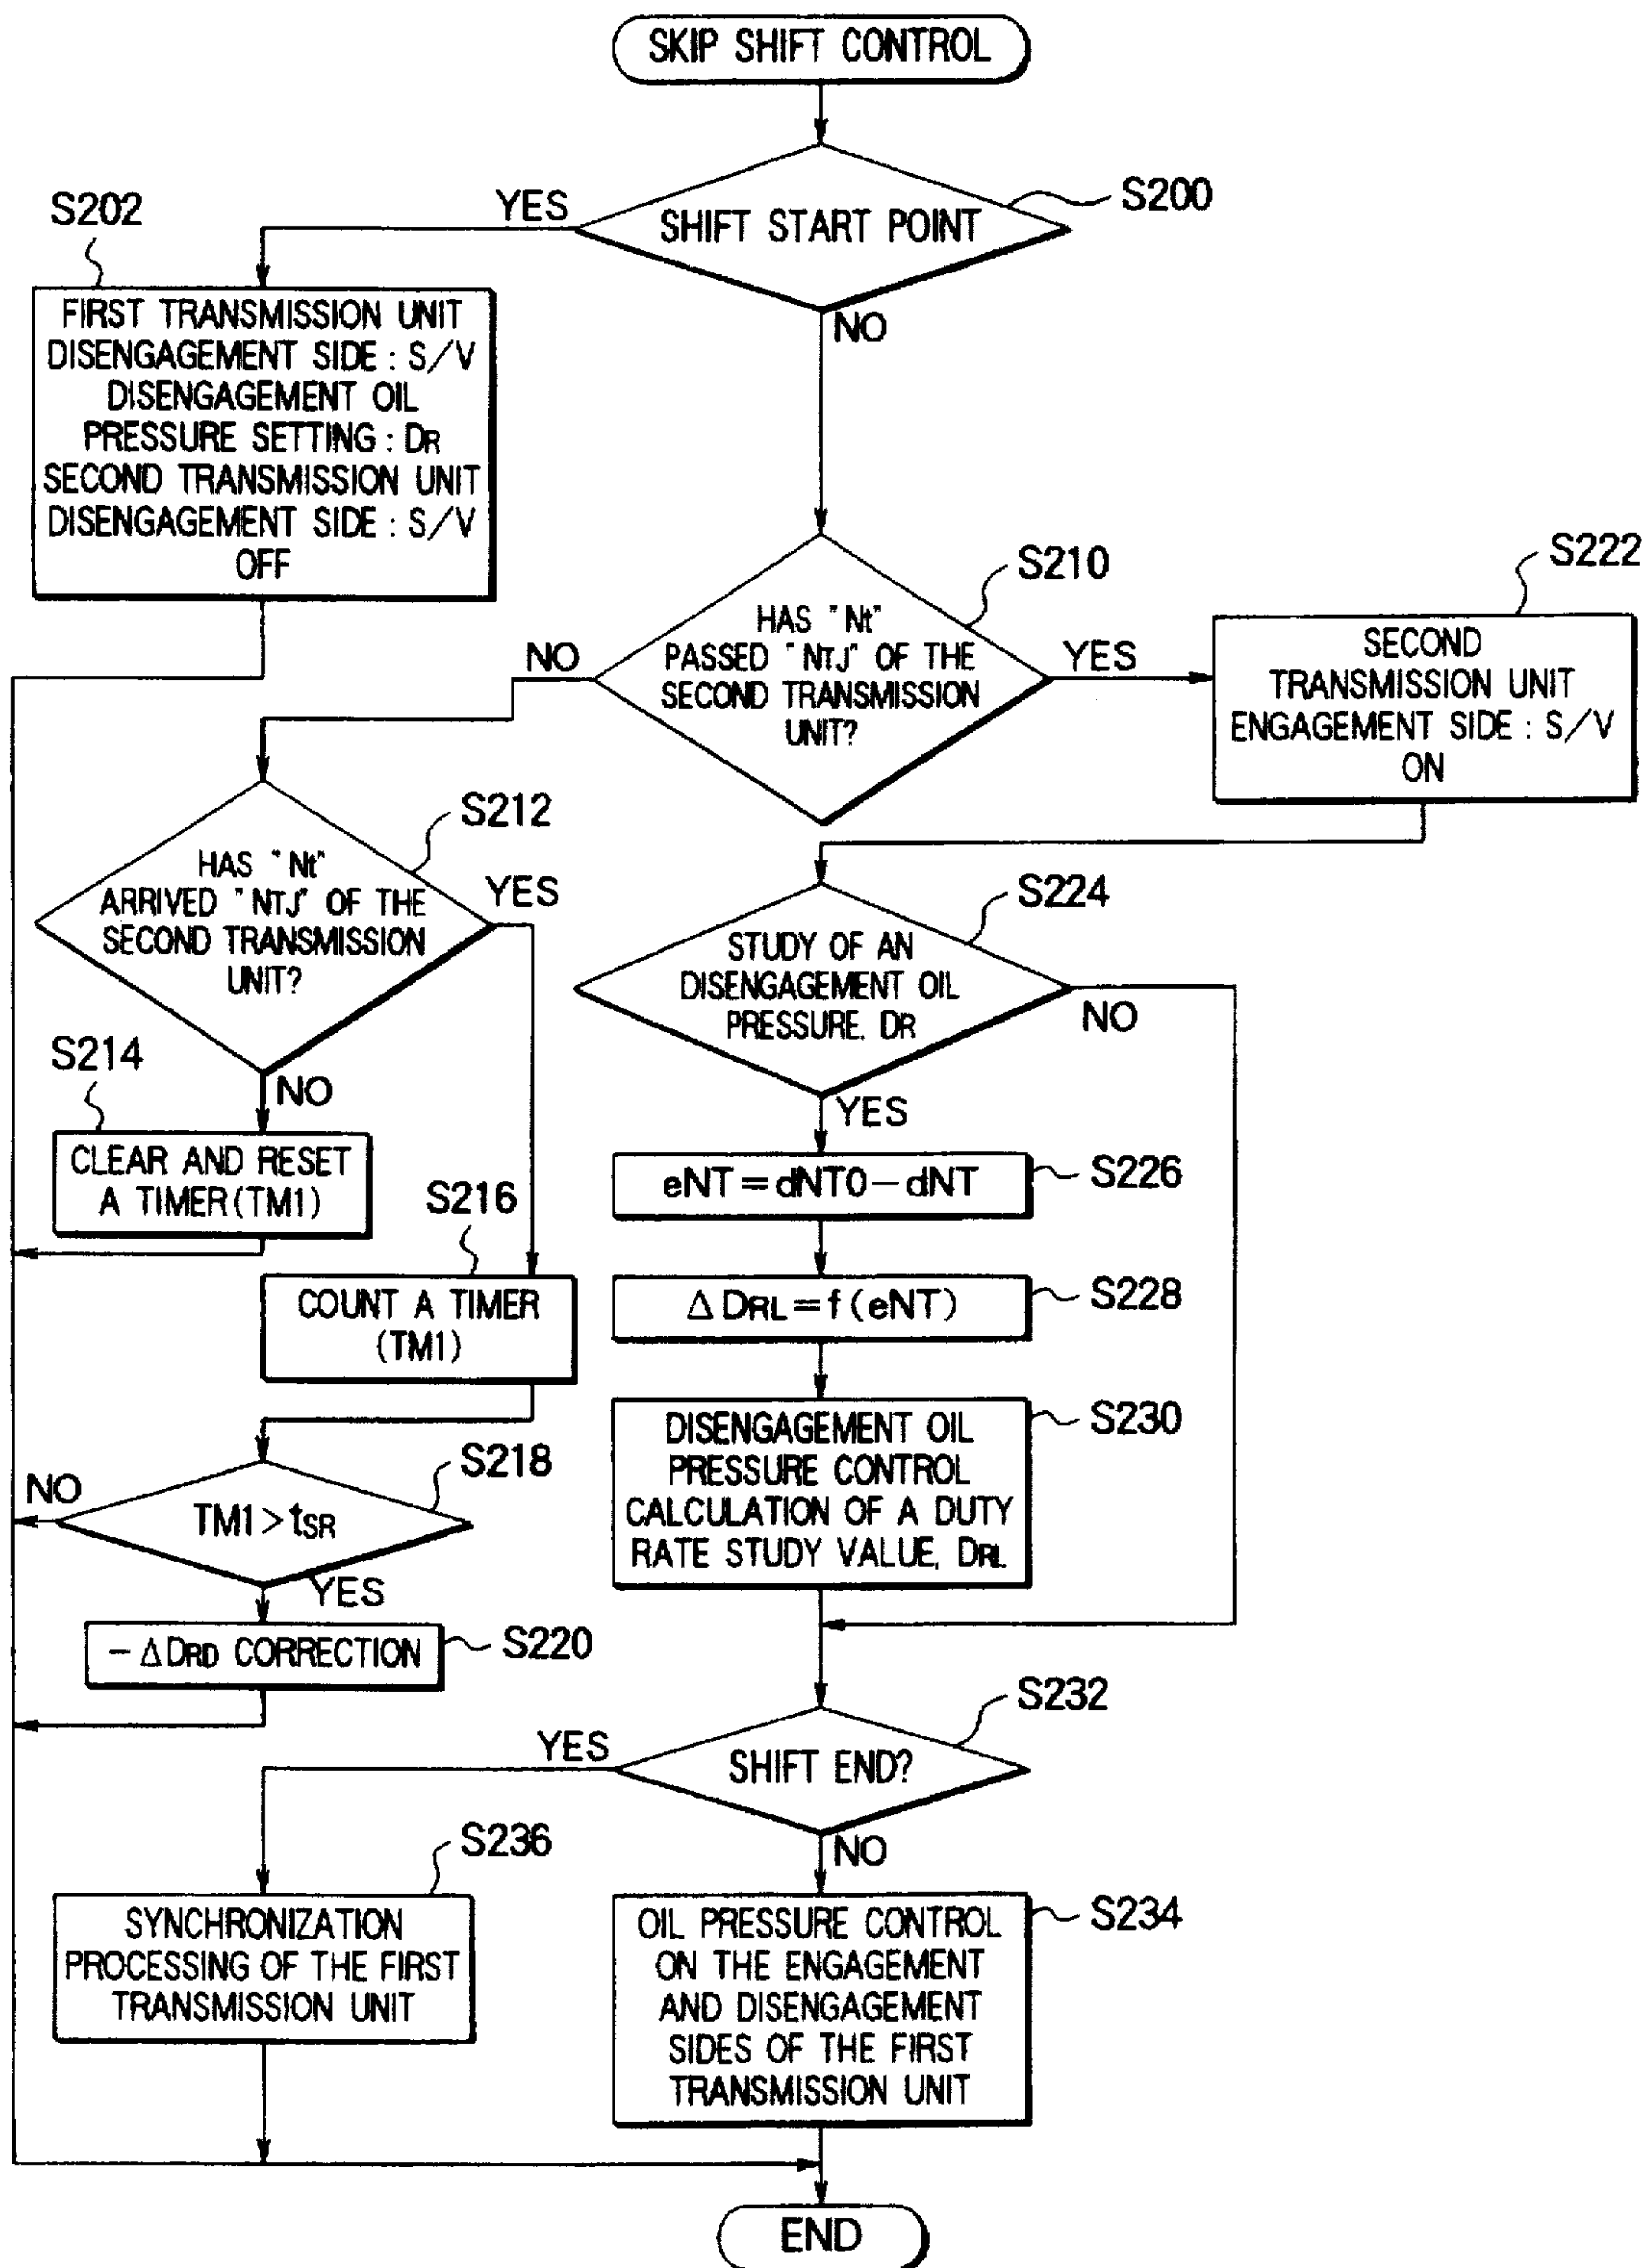 SKIP SHIFT CONTROL
S200
SHIFT START POINT
YES
NO
S202
FIRST TRANSMISSION UNIT
DISENGAGEMENT SIDE : S/V
DISENGAGEMENT OIL
PRESSURE SETTING : DR
SECOND TRANSMISSION UNIT
DISENGAGEMENT SIDE : S/V
OFF
S210
HAS "Nt"
PASSED "NTJ" OF THE
SECOND TRANSMISSION
UNIT?
NO
YES
S222
SECOND
TRANSMISSION UNIT
ENGAGEMENT SIDE : S/V
ON
S212
HAS "Nt"
ARRIVED "NTJ" OF THE
SECOND TRANSMISSION
UNIT?
YES
NO
S214
CLEAR AND RESET
A TIMER (TM1)
S216
COUNT A TIMER
(TM1)
S218
TM1 > tSR
NO
YES
S220
- ΔDRD CORRECTION
S224
STUDY OF AN
DISENGAGEMENT OIL
PRESSURE. DR
NO
YES
S226
eNT = dNT0 - dNT
S228
Δ DRL = f (eNT)
S230
DISENGAGEMENT OIL
PRESSURE CONTROL
CALCULATION OF A DUTY
RATE STUDY VALUE, DRL
S232
SHIFT END?
YES
NO
S236
SYNCHRONIZATION
PROCESSING OF THE FIRST
TRANSMISSION UNIT
S234
OIL PRESSURE CONTROL
ON THE ENGAGEMENT
AND DISENGAGEMENT
SIDES OF THE FIRST
TRANSMISSION UNIT
END